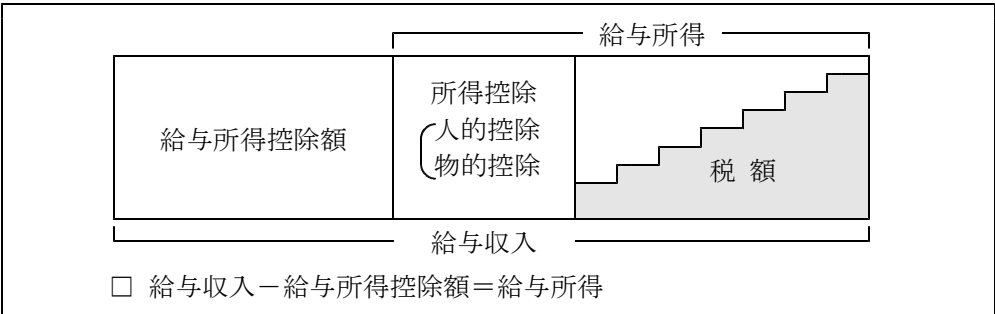 給与所得
所得控除
人的控除
物的控除
給与所得控除額
税 額
給与収入
□ 給与収入－給与所得控除額＝給与所得